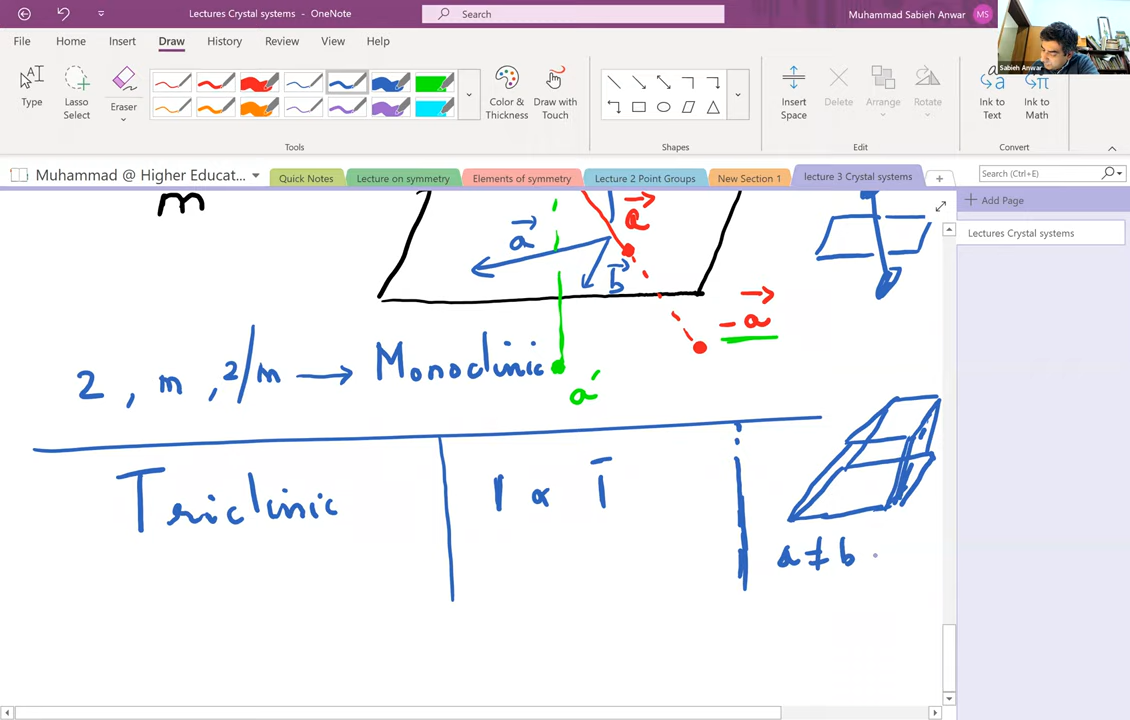 Lectures Crystal systems - OneNote
Search
Muhammad Sabieh Anwar
MS
Sabieh Anwar
File Home Insert Draw History Review View Help
Type
Lasso Select
Eraser
Color & Thickness
Draw with Touch
Insert Space
Delete
Arrange
Rotate
Ink to Text
Ink to Math
Tools
Shapes
Edit
Convert
Muhammad @ Higher Educat...
Quick Notes
Lecture on symmetry
Elements of symmetry
Lecture 2 Point Groups
New Section 1
lecture 3 Crystal systems
Search (Ctrl+E)
Add Page
Lectures Crystal systems
m
a
a
b
-a
2, m, 2/m → Monoclinic
a'
Triclinic
1 α 1̄
a ≠ b